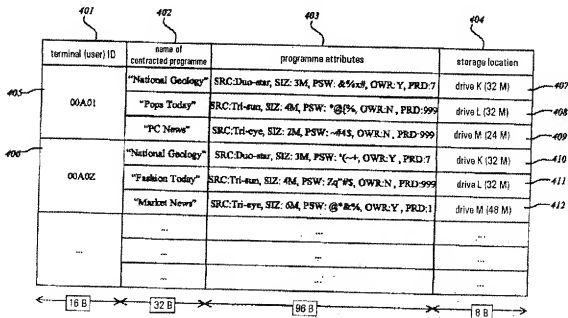 401 402 403 404
terminal (user) ID
name of
contracted programme
programme attributes
storage location
405
00A01
"National Geology" SRC:Duo-star, SIZ: 3M, PSW: &%x#, OWR:Y, PRD:7 drive K (32 M) 407
"Pops Today" SRC:Tri-sun, SIZ: 4M, PSW: *@[%, OWR:N , PRD:999 drive L (32 M) 408
"PC News" SRC:Tri-eye, SIZ: 2M, PSW: ~#4$, OWR:N , PRD:999 drive M (24 M) 409
406
00A0Z
"National Geology" SRC:Duo-star, SIZ: 3M, PSW: '(~+, OWR:Y , PRD:7 drive K (32 M) 410
"Fashion Today" SRC:Tri-sun, SIZ: 4M, PSW: Zq"#$, OWR:N , PRD:999 drive L (32 M) 411
"Market News" SRC:Tri-eye, SIZ: 6M, PSW: @*&%, OWR:Y , PRD:1 drive M (48 M) 412
... ... ... ...
... ... ...
... ... ... ...
16 B 32 B 96 B 8 B